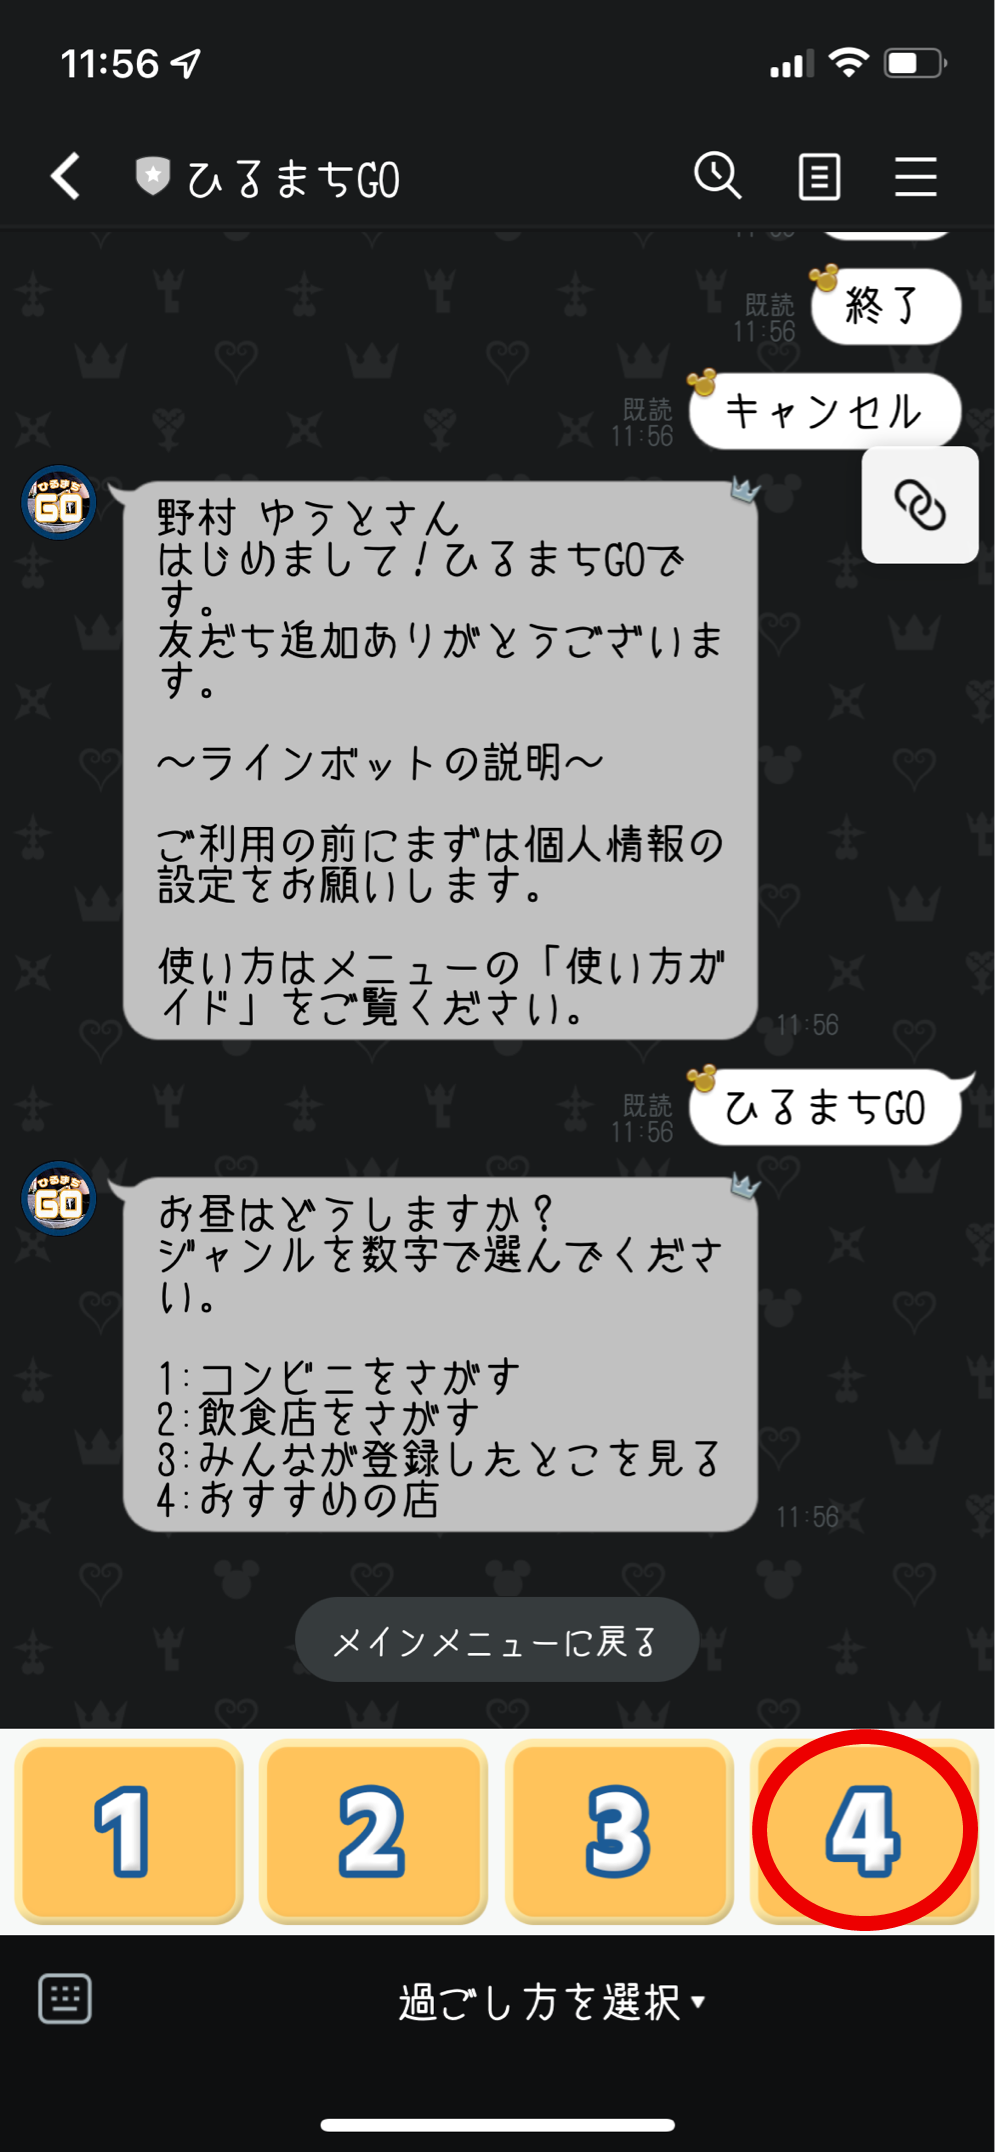 11:56
ひるまちGO
既読
11:56
終了
既読
11:56
キャンセル
ひるまち
GO
野村 ゆうとさん
はじめまして！ひるまちGOで
す。
友だち追加ありがとうございま
す。
〜ラインボットの説明〜
ご利用の前にまずは個人情報の
設定をお願いします。
使い方はメニューの「使い方ガ
イド」をご覧ください。
11:56
既読
11:56
ひるまちGO
ひるまち
GO
お昼はどうしますか？
ジャンルを数字で選んでくださ
い。
1:コンビニをさがす
2:飲食店をさがす
3:みんなが登録したとこを見る
4:おすすめの店
11:56
メインメニューに戻る
1
2
3
4
過ごし方を選択▾